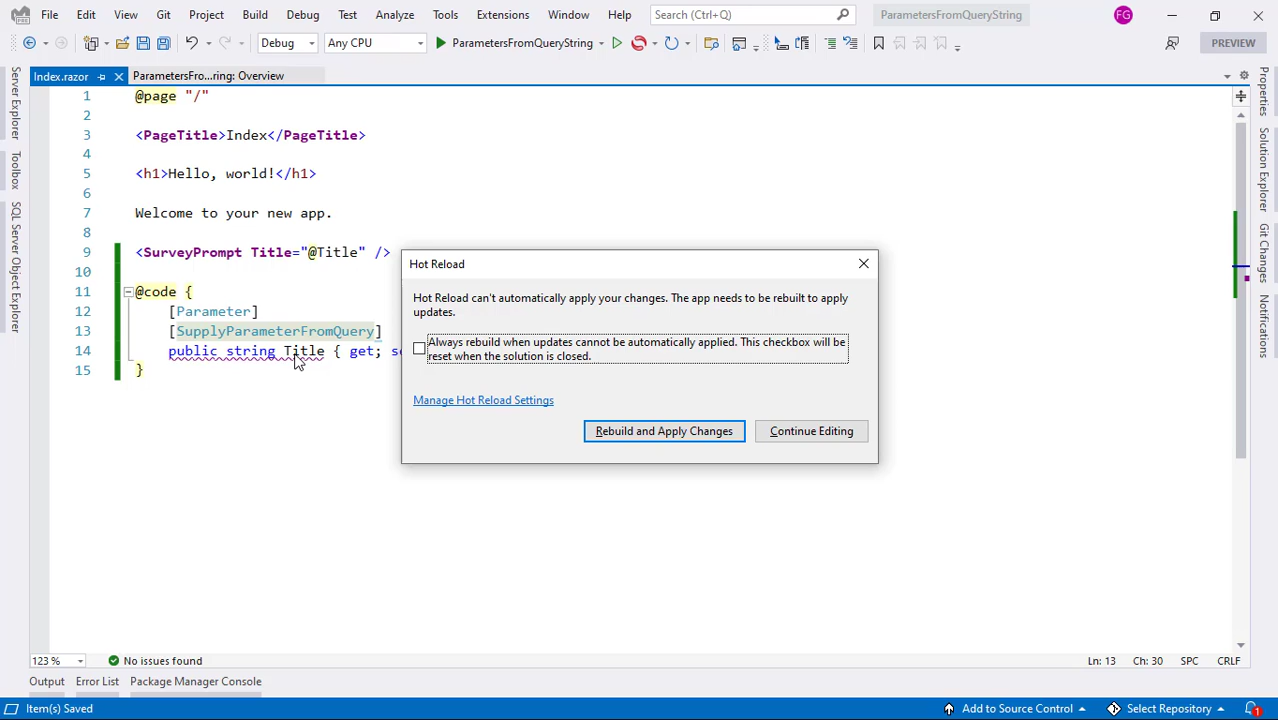 File Edit View Git Project Build Debug Test Analyze Tools Extensions Window Help Search (Ctrl+Q) ParametersFromQueryString FG
Debug Any CPU ParametersFromQueryString PREVIEW
Index.razor ParametersFro...ring: Overview
Server Explorer
Toolbox
SQL Server Object Explorer
1 @page "/"
2
3 <PageTitle>Index</PageTitle>
4
5 <h1>Hello, world!</h1>
6
7 Welcome to your new app.
8
9 <SurveyPrompt Title="@Title" />
10
11 @code {
12 [Parameter]
13 [SupplyParameterFromQuery]
14 public string Title { get; s
15 }
Hot Reload
Hot Reload can't automatically apply your changes. The app needs to be rebuilt to apply
updates.
Always rebuild when updates cannot be automatically applied. This checkbox will be
reset when the solution is closed.
Manage Hot Reload Settings
Rebuild and Apply Changes Continue Editing
Properties
Solution Explorer
Git Changes
Notifications
123 % No issues found Ln: 13 Ch: 30 SPC CRLF
Output Error List Package Manager Console
Item(s) Saved Add to Source Control Select Repository 1